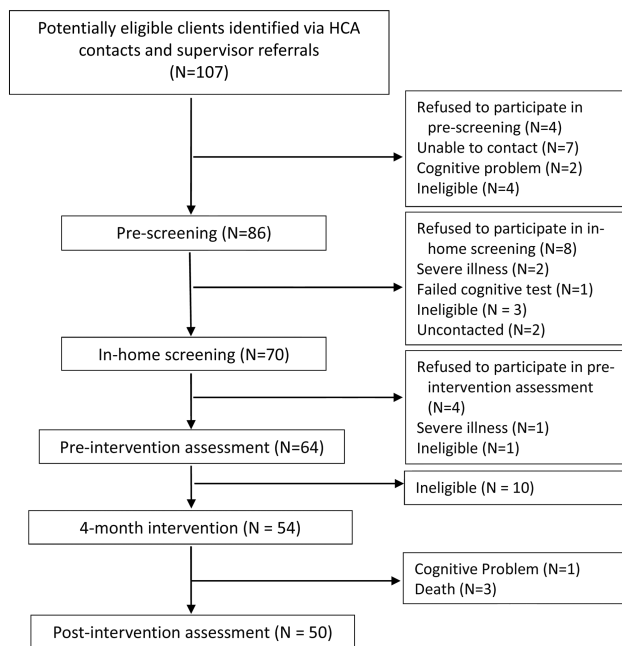 Potentially eligible clients identified via HCA
contacts and supervisor referrals
(N=107)
Refused to participate in
pre-screening (N=4)
Unable to contact (N=7)
Cognitive problem (N=2)
Ineligible (N=4)
Pre-screening (N=86)
Refused to participate in in-
home screening (N=8)
Severe illness (N=2)
Failed cognitive test (N=1)
Ineligible (N = 3)
Uncontacted (N=2)
In-home screening (N=70)
Refused to participate in pre-
intervention assessment
(N=4)
Severe illness (N=1)
Ineligible (N=1)
Pre-intervention assessment (N=64)
Ineligible (N = 10)
4-month intervention (N = 54)
Cognitive Problem (N=1)
Death (N=3)
Post-intervention assessment (N = 50)